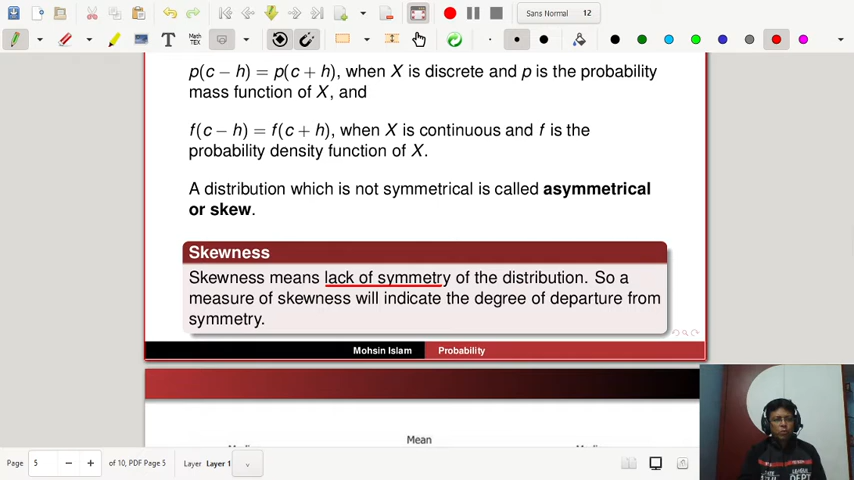 Sans Normal 12
T MATH TEX
p(c − h) = p(c + h), when X is discrete and p is the probability
mass function of X, and
f(c − h) = f(c + h), when X is continuous and f is the
probability density function of X.
A distribution which is not symmetrical is called asymmetrical
or skew.
Skewness
Skewness means lack of symmetry of the distribution. So a
measure of skewness will indicate the degree of departure from
symmetry.
Mohsin Islam Probability
Mean
Page 5 of 10, PDF Page 5 Layer Layer 1
DEPT